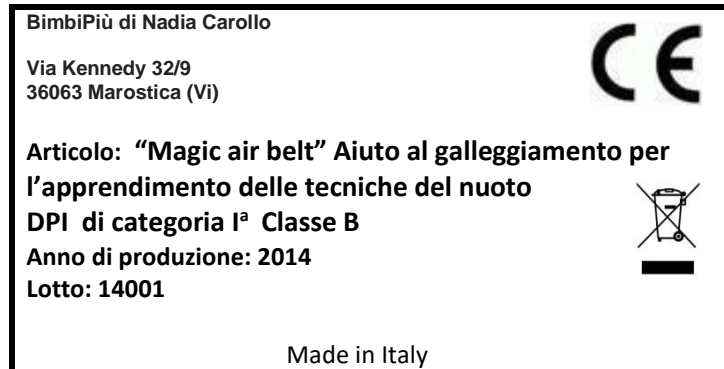 BimbiPiù di Nadia Carollo
Via Kennedy 32/9
36063 Marostica (Vi)
CE
Articolo: “Magic air belt” Aiuto al galleggiamento per
l’apprendimento delle tecniche del nuoto
DPI di categoria Iª Classe B
Anno di produzione: 2014
Lotto: 14001
Made in Italy